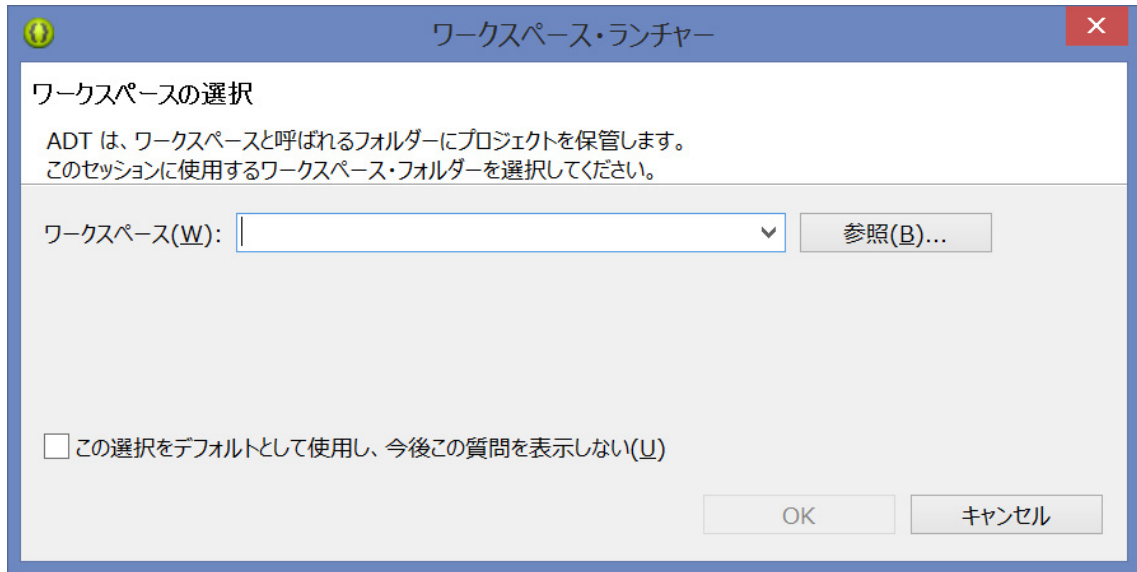 ワークスペース・ランチャー
ワークスペースの選択
ADT は、ワークスペースと呼ばれるフォルダーにプロジェクトを保管します。
このセッションに使用するワークスペース・フォルダーを選択してください。
ワークスペース(W): 参照(B)...
この選択をデフォルトとして使用し、今後この質問を表示しない(U)
OK キャンセル